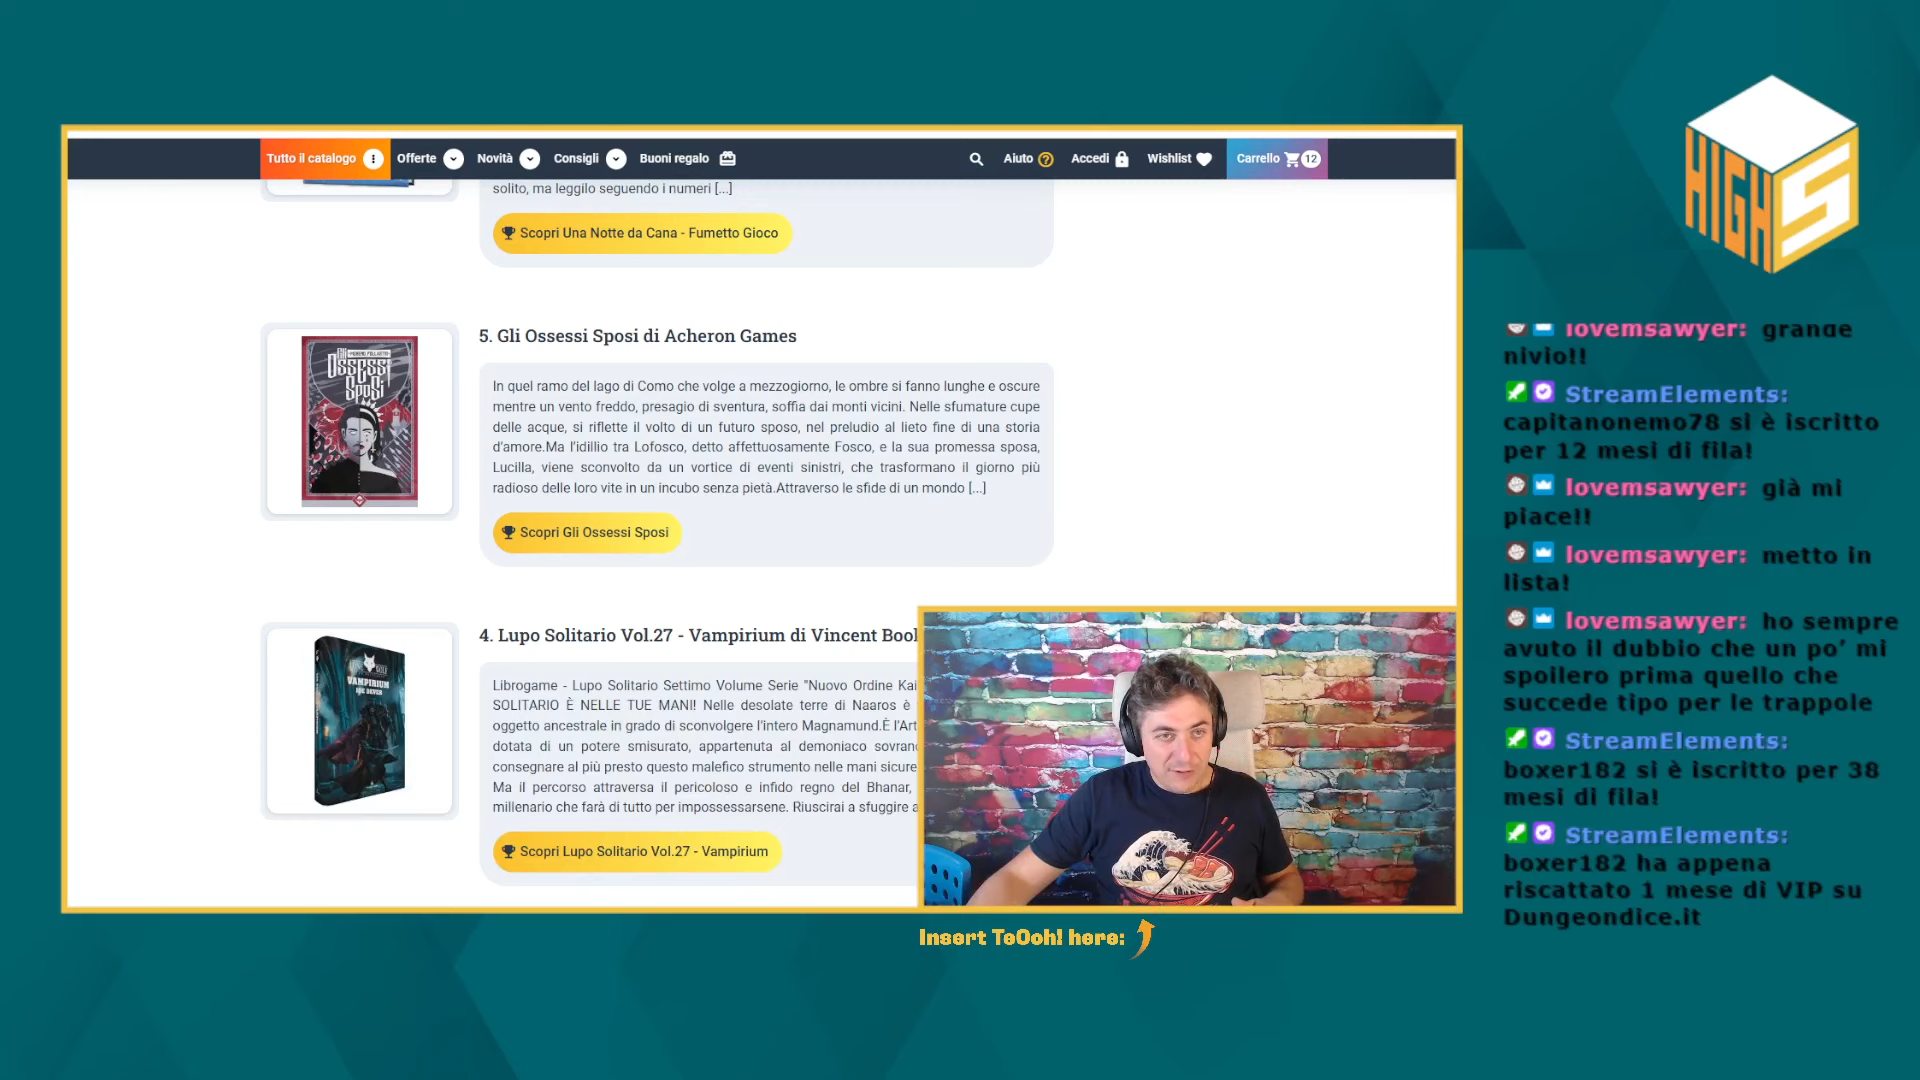 Tutto il catalogo Offerte Novità Consigli Buoni regalo Aiuto Accedi Wishlist Carrello 12
solito, ma leggilo seguendo i numeri [...]
Scopri Una Notte da Cana - Fumetto Gioco
5. Gli Ossessi Sposi di Acheron Games
Gli Ossessi Sposi
In quel ramo del lago di Como che volge a mezzogiorno, le ombre si fanno lunghe e oscure
mentre un vento freddo, presagio di sventura, soffia dai monti vicini. Nelle sfumature cupe
delle acque, si riflette il volto di un futuro sposo, nel preludio al lieto fine di una storia
d'amore.Ma l'idillio tra Lofosco, detto affettuosamente Fosco, e la sua promessa sposa,
Lucilla, viene sconvolto da un vortice di eventi sinistri, che trasformano il giorno più
radioso delle loro vite in un incubo senza pietà.Attraverso le sfide di un mondo [...]
Scopri Gli Ossessi Sposi
4. Lupo Solitario Vol.27 - Vampirium di Vincent Bool
VAMPIRIUM
JOE DEVER
Librogame - Lupo Solitario Settimo Volume Serie "Nuovo Ordine Kai
SOLITARIO È NELLE TUE MANI! Nelle desolate terre di Naaros è
oggetto ancestrale in grado di sconvolgere l'intero Magnamund.È l'Art
dotata di un potere smisurato, appartenuta al demoniaco sovran
consegnare al più presto questo malefico strumento nelle mani sicure
Ma il percorso attraversa il pericoloso e infido regno del Bhanar,
millenario che farà di tutto per impossessarsene. Riuscirai a sfuggire a
Scopri Lupo Solitario Vol.27 - Vampirium
Insert TeOoh! here:
HIGH 5
lovemsawyer: grande
nivio!!
StreamElements:
capitanonemo78 si è iscritto
per 12 mesi di fila!
lovemsawyer: già mi
piace!!
lovemsawyer: metto in
lista!
lovemsawyer: ho sempre
avuto il dubbio che un po' mi
spoilero prima quello che
succede tipo per le trappole
StreamElements:
boxer182 si è iscritto per 38
mesi di fila!
StreamElements:
boxer182 ha appena
riscattato 1 mese di VIP su
Dungeondice.it